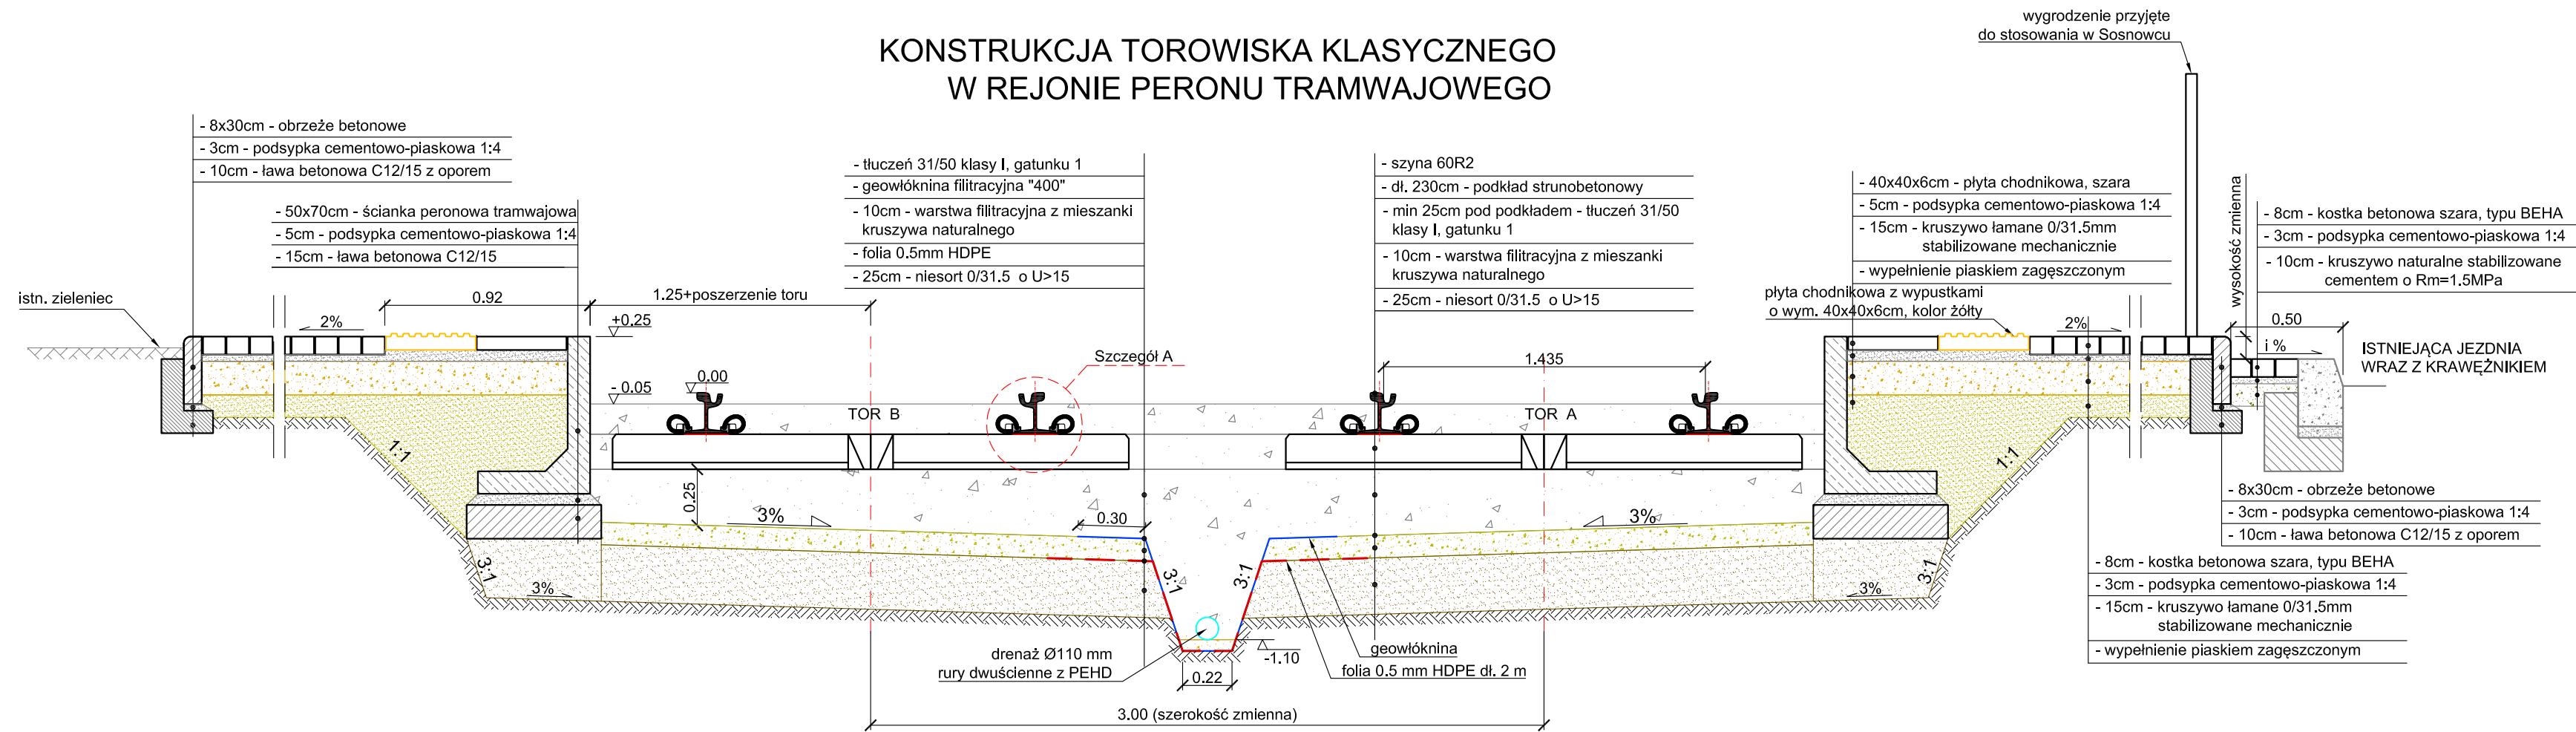 wygrodzenie przyjęte
do stosowania w Sosnowcu
KONSTRUKCJA TOROWISKA KLASYCZNEGO
W REJONIE PERONU TRAMWAJOWEGO
- 8x30cm - obrzeże betonowe
- 3cm - podsypka cementowo-piaskowa 1:4
- 10cm - ława betonowa C12/15 z oporem
- 50x70cm - ścianka peronowa tramwajowa
- 5cm - podsypka cementowo-piaskowa 1:4
- 15cm - ława betonowa C12/15
- tłuczeń 31/50 klasy I, gatunku 1
- geowłóknina filitracyjna "400"
- 10cm - warstwa filitracyjna z mieszanki
kruszywa naturalnego
- folia 0.5mm HDPE
- 25cm - niesort 0/31.5 o U>15
- szyna 60R2
- dł. 230cm - podkład strunobetonowy
- min 25cm pod podkładem - tłuczeń 31/50
klasy I, gatunku 1
- 10cm - warstwa filitracyjna z mieszanki
kruszywa naturalnego
- 25cm - niesort 0/31.5 o U>15
- 40x40x6cm - płyta chodnikowa, szara
- 5cm - podsypka cementowo-piaskowa 1:4
- 15cm - kruszywo łamane 0/31.5mm
stabilizowane mechanicznie
- wypełnienie piaskiem zagęszczonym
płyta chodnikowa z wypustkami
o wym. 40x40x6cm, kolor żółty
wysokość zmienna
- 8cm - kostka betonowa szara, typu BEHA
- 3cm - podsypka cementowo-piaskowa 1:4
- 10cm - kruszywo naturalne stabilizowane
cementem o Rm=1.5MPa
istn. zieleniec
0.92
1.25+poszerzenie toru
2%
+0.25
- 0.05
0.00
Szczegół A
1.435
2%
0.50
i %
ISTNIEJĄCA JEZDNIA
WRAZ Z KRAWĘŻNIKIEM
TOR B
TOR A
1:1
1:1
0.25
3%
0.30
3%
3:1
3%
3:1
3:1
3%
3:1
- 8x30cm - obrzeże betonowe
- 3cm - podsypka cementowo-piaskowa 1:4
- 10cm - ława betonowa C12/15 z oporem
- 8cm - kostka betonowa szara, typu BEHA
- 3cm - podsypka cementowo-piaskowa 1:4
- 15cm - kruszywo łamane 0/31.5mm
stabilizowane mechanicznie
- wypełnienie piaskiem zagęszczonym
drenaż Ø110 mm
rury dwuścienne z PEHD
-1.10
0.22
geowłóknina
folia 0.5 mm HDPE dł. 2 m
3.00 (szerokość zmienna)